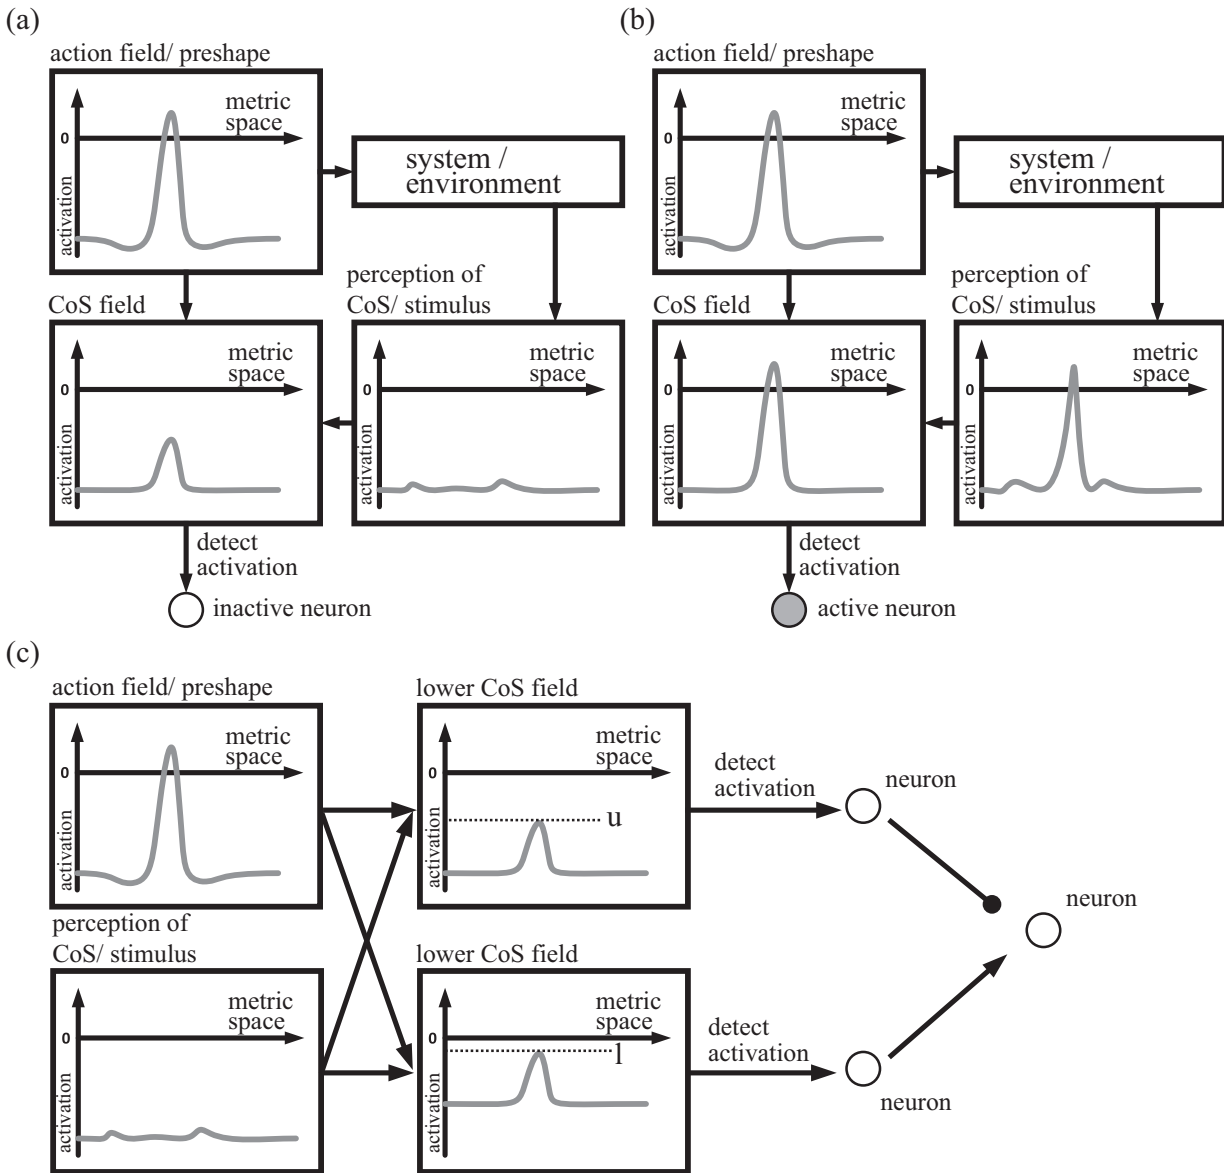 (a)
action field/ preshape
metric
space
0
activation
system /
environment
CoS field
metric
space
0
activation
perception of
CoS/ stimulus
metric
space
0
activation
detect
activation
inactive neuron
(b)
action field/ preshape
metric
space
0
activation
system /
environment
CoS field
metric
space
0
activation
perception of
CoS/ stimulus
metric
space
0
activation
detect
activation
active neuron
(c)
action field/ preshape
metric
space
0
activation
perception of
CoS/ stimulus
metric
space
0
activation
lower CoS field
metric
space
0
activation
u
detect
activation
neuron
lower CoS field
metric
space
0
activation
l
detect
activation
neuron
neuron